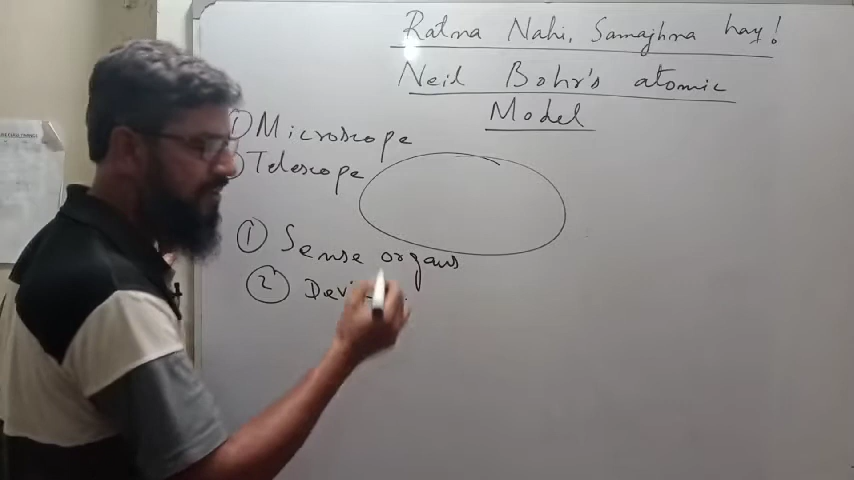 Ratna Nahi, Samajhna hay!
Neil Bohr's atomic
Model
Microscope
Telescope
① Sense organs
② Devi